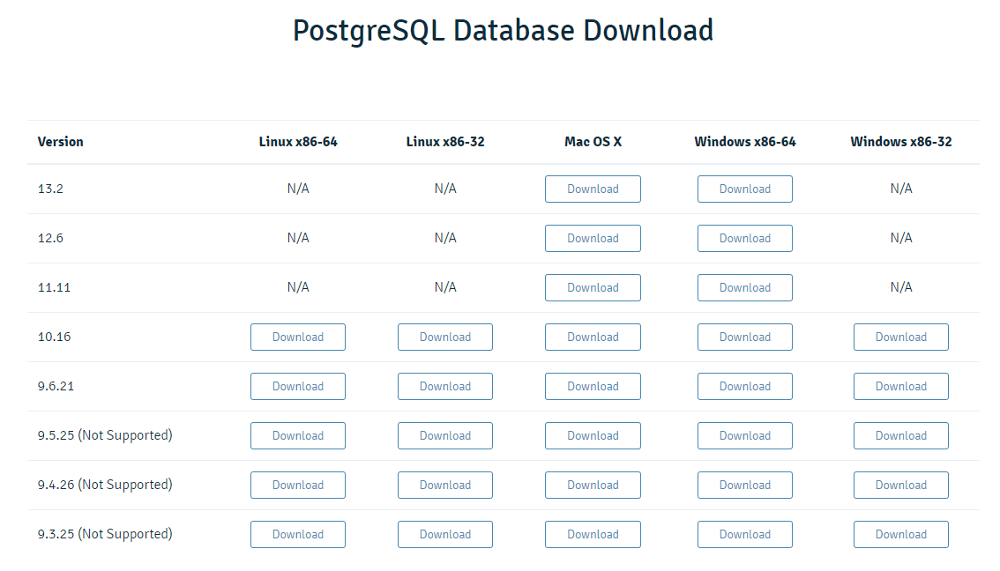 PostgreSQL Database Download
Version Linux x86-64 Linux x86-32 Mac OS X Windows x86-64 Windows x86-32
13.2 N/A N/A Download Download N/A
12.6 N/A N/A Download Download N/A
11.11 N/A N/A Download Download N/A
10.16 Download Download Download Download Download
9.6.21 Download Download Download Download Download
9.5.25 (Not Supported) Download Download Download Download Download
9.4.26 (Not Supported) Download Download Download Download Download
9.3.25 (Not Supported) Download Download Download Download Download